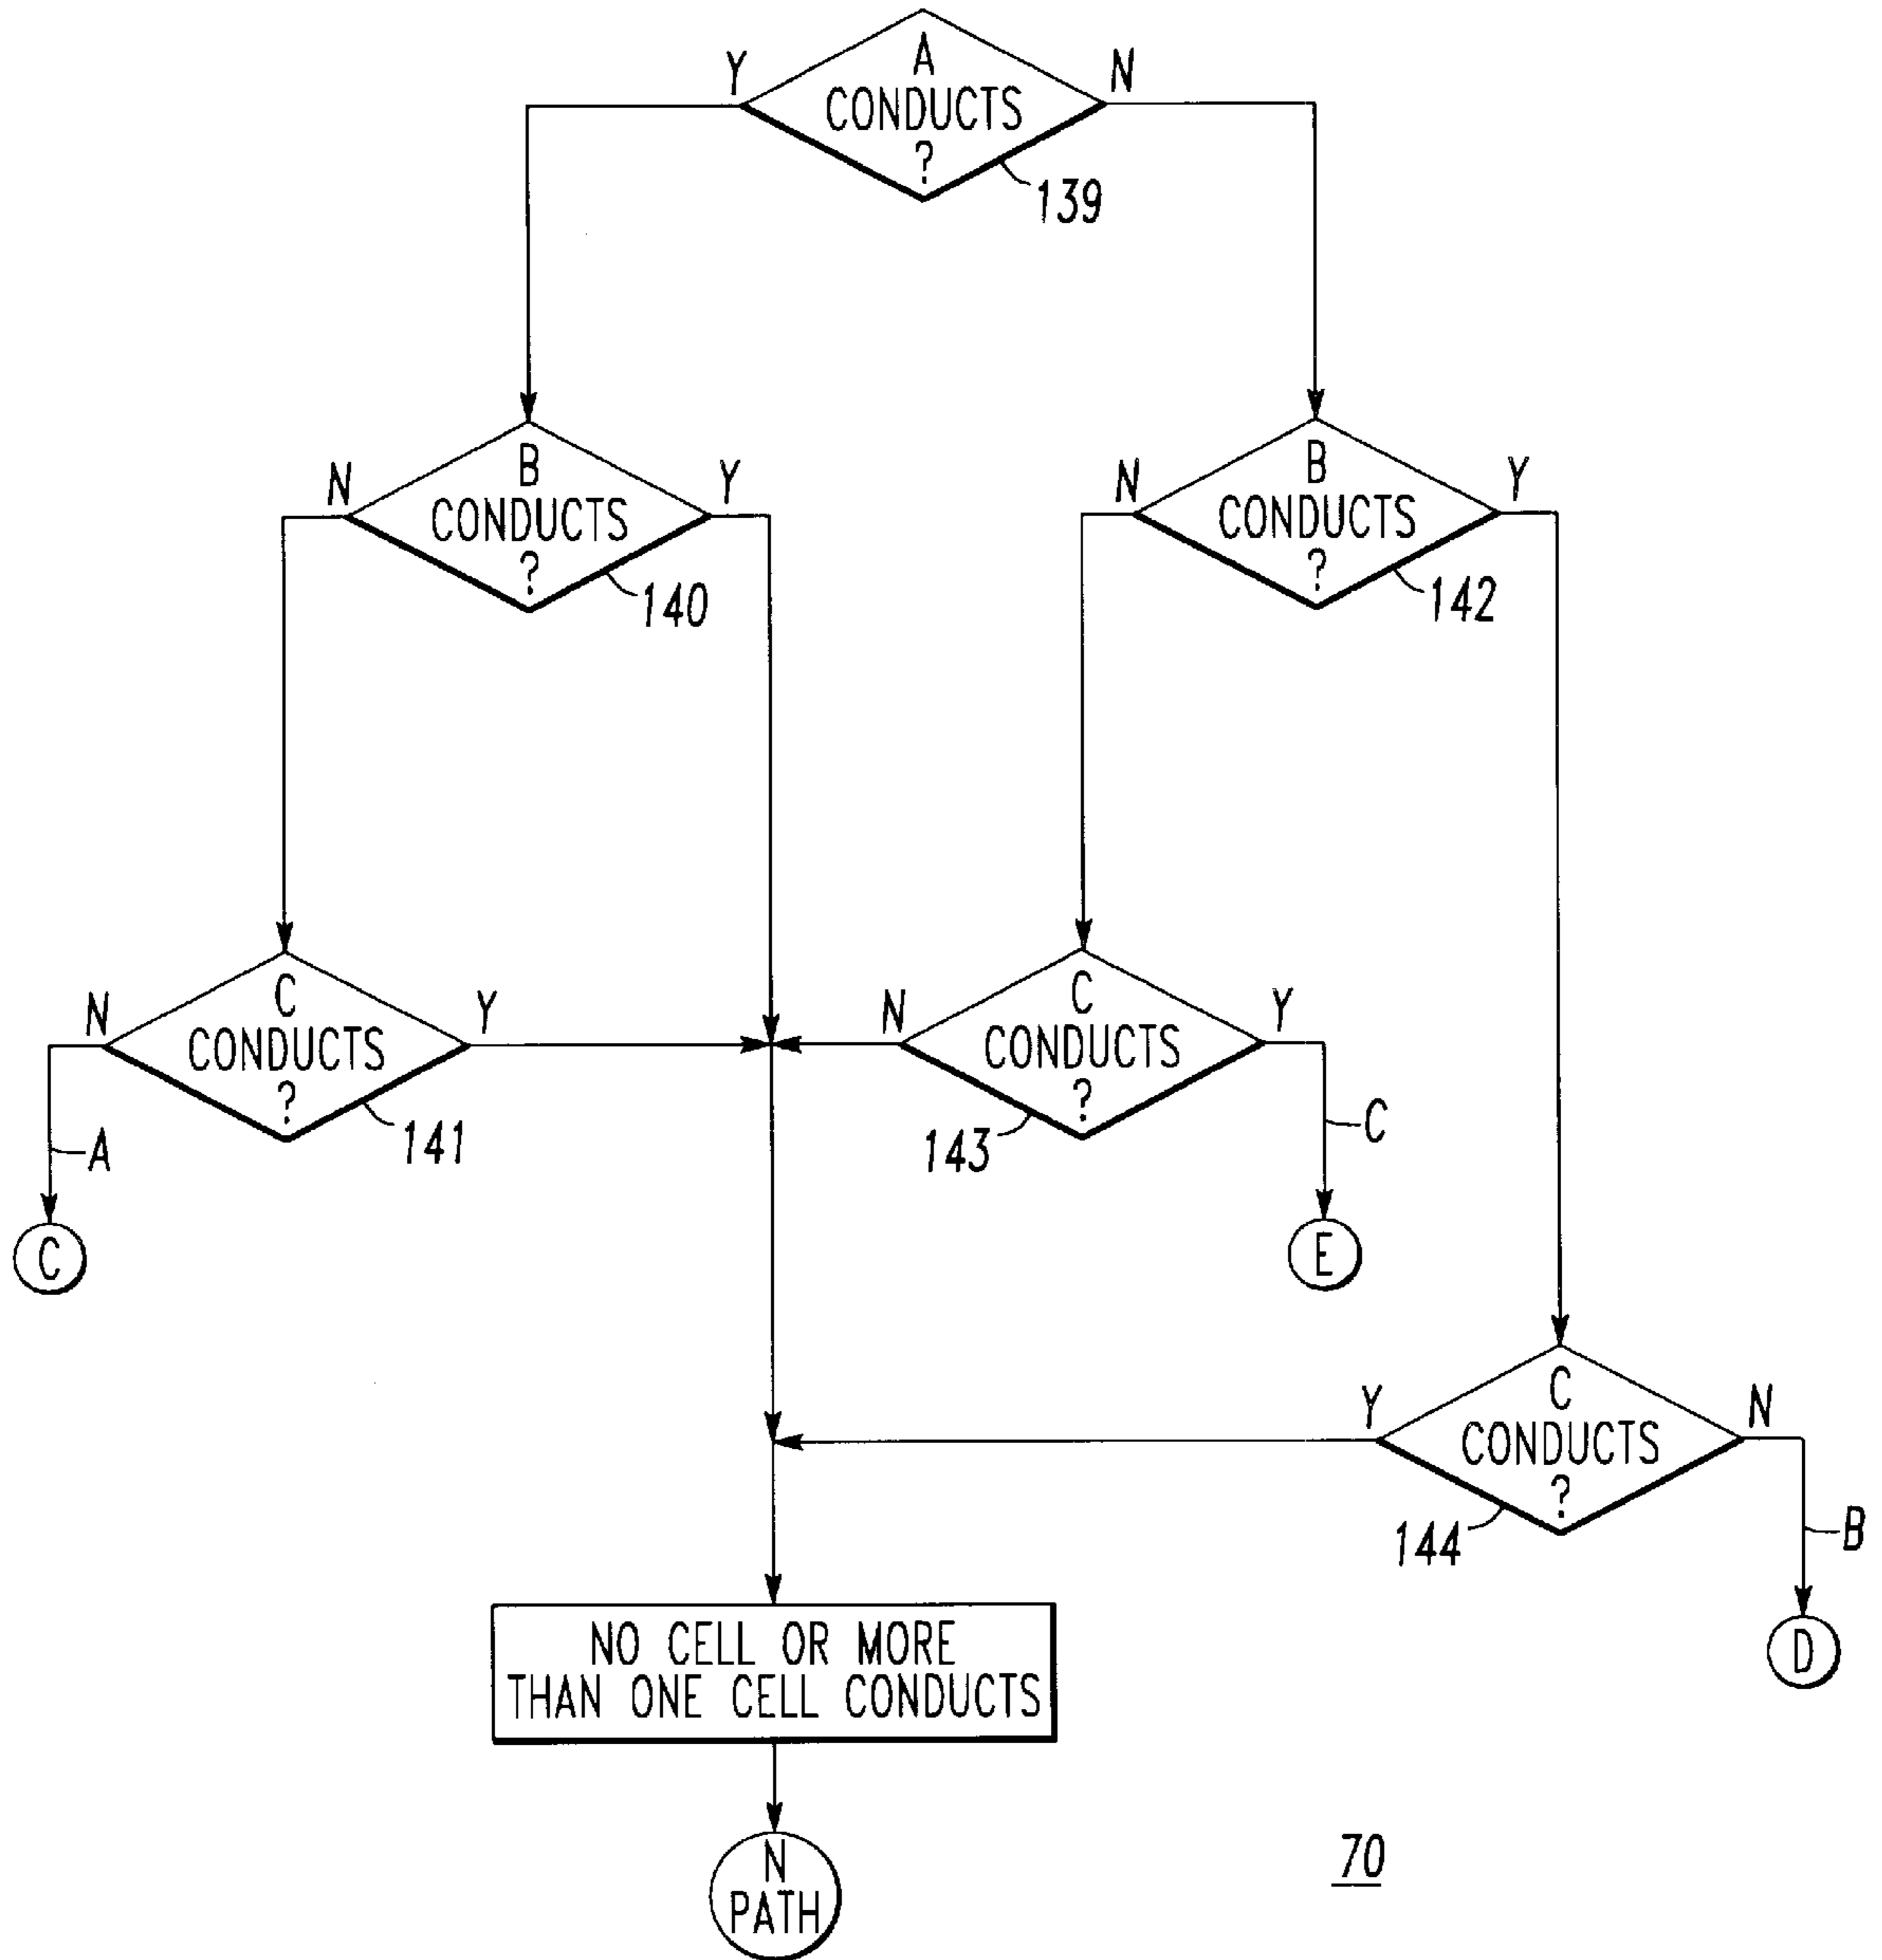 A
CONDUCTS
?
Y
N
139
B
CONDUCTS
?
N
Y
140
B
CONDUCTS
?
N
Y
142
C
CONDUCTS
?
N
Y
141
A
C
C
CONDUCTS
?
N
Y
143
C
E
C
CONDUCTS
?
Y
N
144
B
D
NO CELL OR MORE
THAN ONE CELL CONDUCTS
N
PATH
70